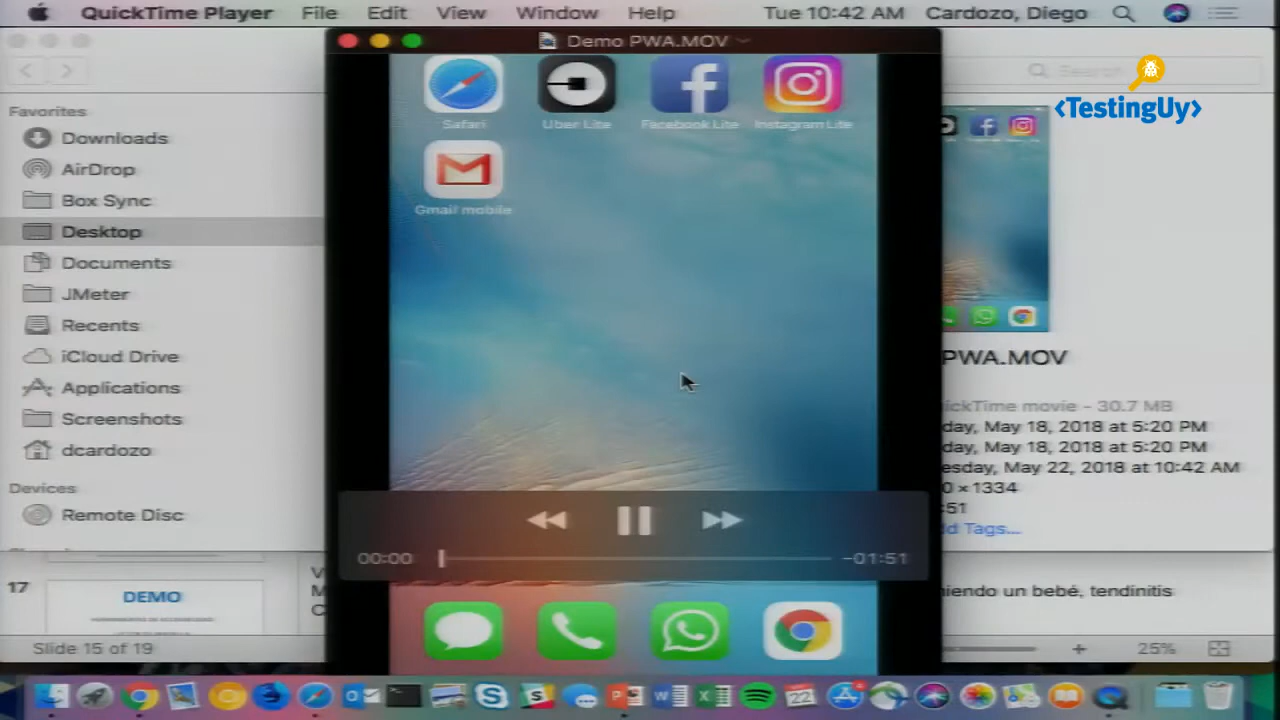 QuickTime Player File Edit View Window Help Tue 10:42 AM Cardozo, Diego
Demo PWA.MOV
Search
<TestingUy>
Favorites
Downloads
AirDrop
Box Sync
Desktop
Documents
JMeter
Recents
iCloud Drive
Applications
Screenshots
dcardozo
Devices
Remote Disc
Safari Uber Lite Facebook Lite Instagram Lite
Gmail mobile
00:00 -01:51
PWA.MOV
ickTime movie - 30.7 MB
day, May 18, 2018 at 5:20 PM
day, May 18, 2018 at 5:20 PM
esday, May 22, 2018 at 10:42 AM
0 × 1334
:51
d Tags...
17
DEMO
V
M
C
niendo un bebé, tendinitis
Slide 15 of 19
25%
22